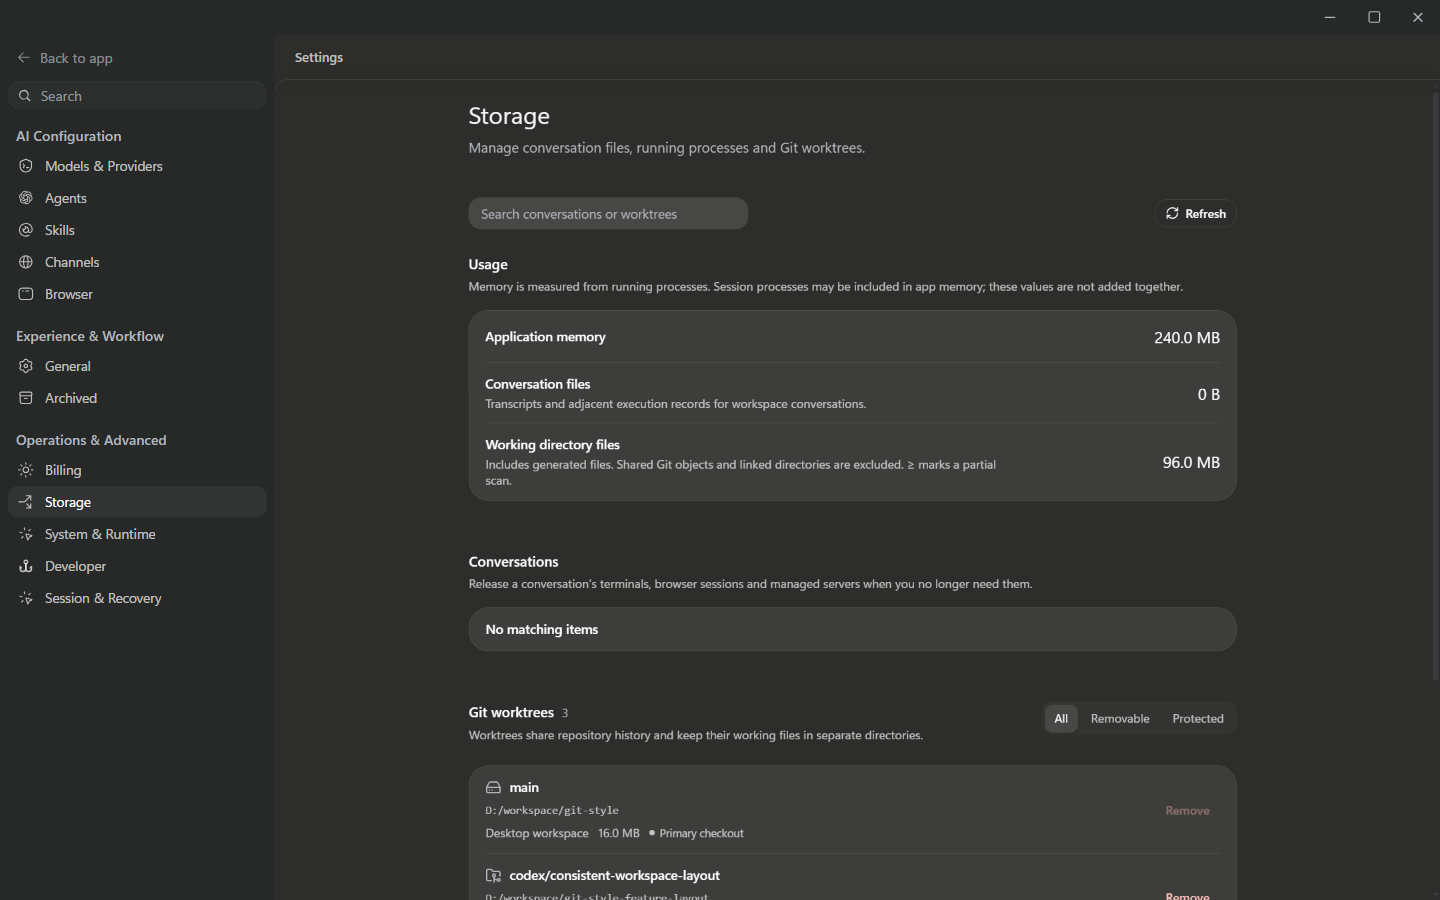 Back to app
Search
AI Configuration
Models & Providers
Agents
Skills
Channels
Browser
Experience & Workflow
General
Archived
Operations & Advanced
Billing
Storage
System & Runtime
Developer
Session & Recovery
Settings
Storage
Manage conversation files, running processes and Git worktrees.
Search conversations or worktrees
Refresh
Usage
Memory is measured from running processes. Session processes may be included in app memory; these values are not added together.
Application memory
240.0 MB
Conversation files
Transcripts and adjacent execution records for workspace conversations.
0 B
Working directory files
Includes generated files. Shared Git objects and linked directories are excluded. ≥ marks a partial
scan.
96.0 MB
Conversations
Release a conversation's terminals, browser sessions and managed servers when you no longer need them.
No matching items
Git worktrees 3
All Removable Protected
Worktrees share repository history and keep their working files in separate directories.
main
D:/workspace/git-style
Remove
Desktop workspace 16.0 MB • Primary checkout
codex/consistent-workspace-layout
D:/workspace/git-style-feature-layout
Remove